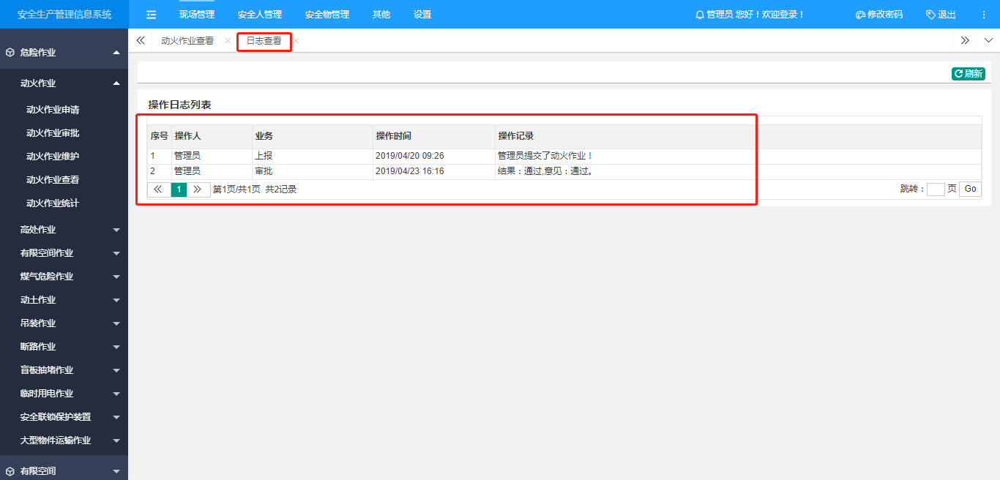 安全生产管理信息系统
现场管理 安全人管理 安全物管理 其他 设置
管理员 您好！欢迎登录！ 修改密码 退出
动火作业查看 日志查看
危险作业
动火作业
动火作业申请
动火作业审批
动火作业维护
动火作业查看
动火作业统计
高处作业
有限空间作业
煤气危险作业
动土作业
吊装作业
断路作业
盲板抽堵作业
临时用电作业
安全联锁保护装置
大型物件运输作业
有限空间
刷新
操作日志列表
序号 操作人 业务 操作时间 操作记录
1 管理员 上报 2019/04/20 09:26 管理员提交了动火作业！
2 管理员 审批 2019/04/23 16:16 结果：通过,意见：通过。
1 第1页/共1页 共2记录 跳转： 页 Go